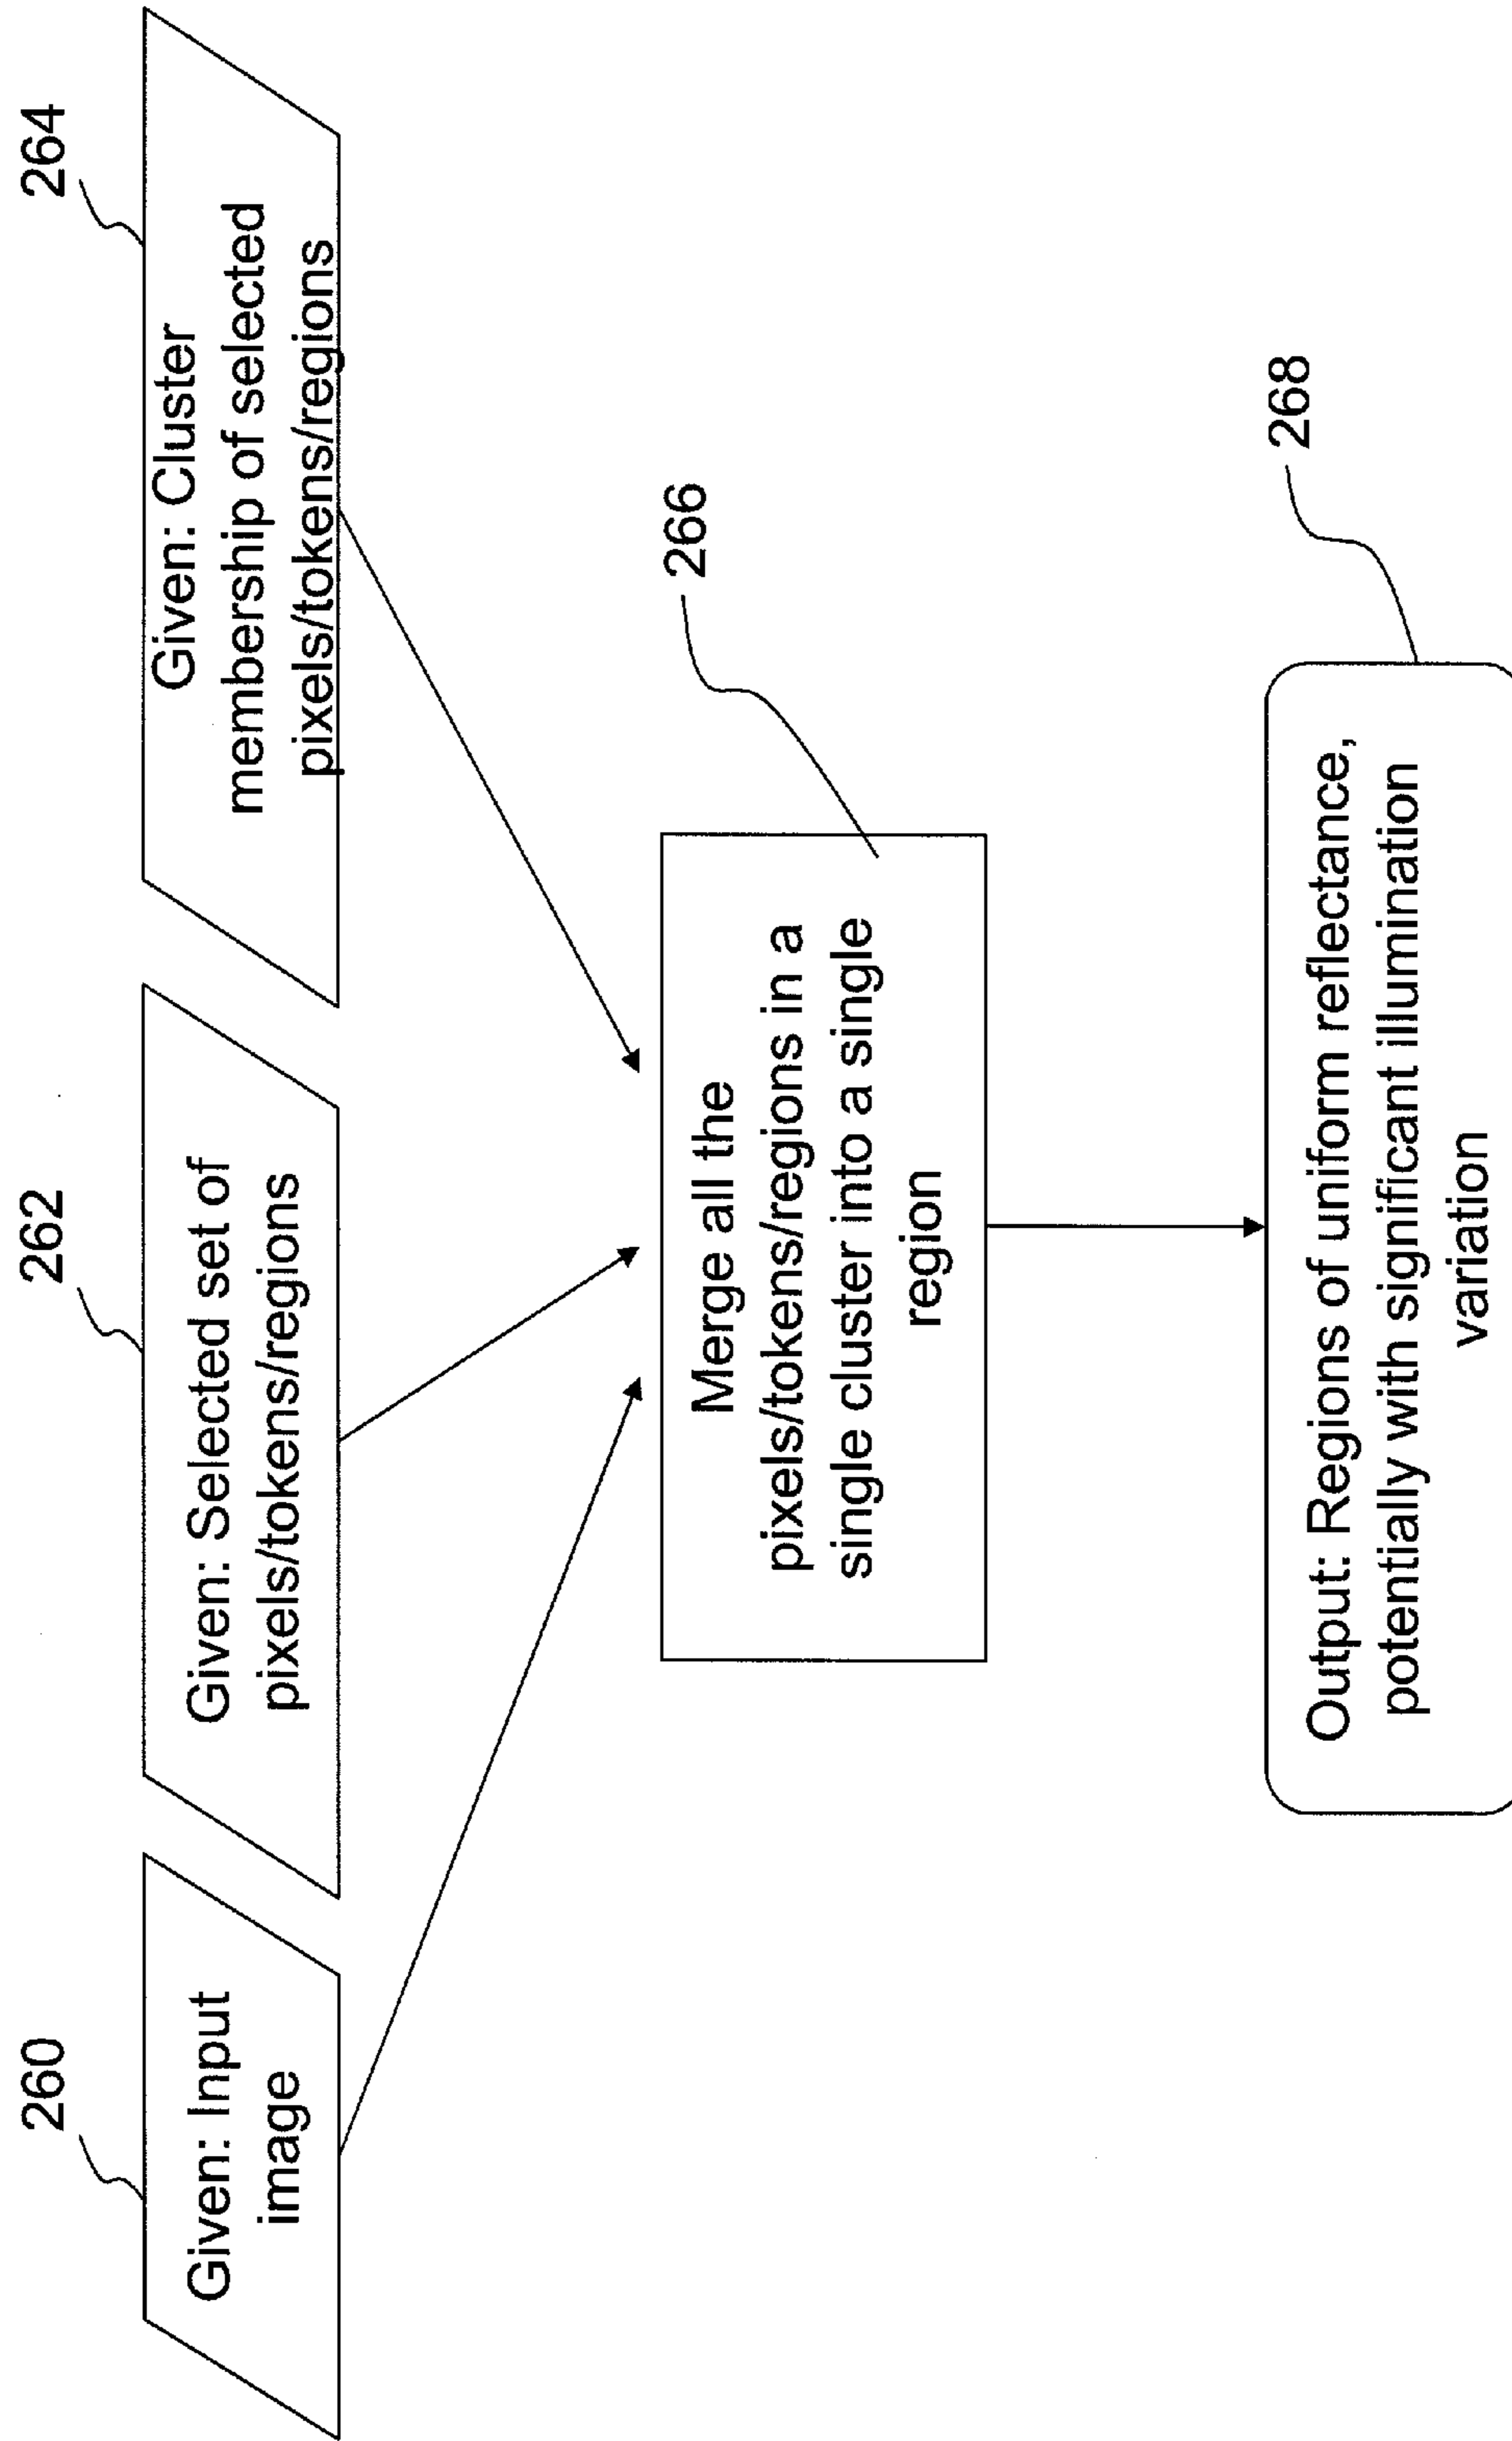 260
Given: Input
image
262
Given: Selected set of
pixels/tokens/regions
264
Given: Cluster
membership of selected
pixels/tokens/regions
266
Merge all the
pixels/tokens/regions in a
single cluster into a single
region
268
Output: Regions of uniform reflectance,
potentially with significant illumination
variation